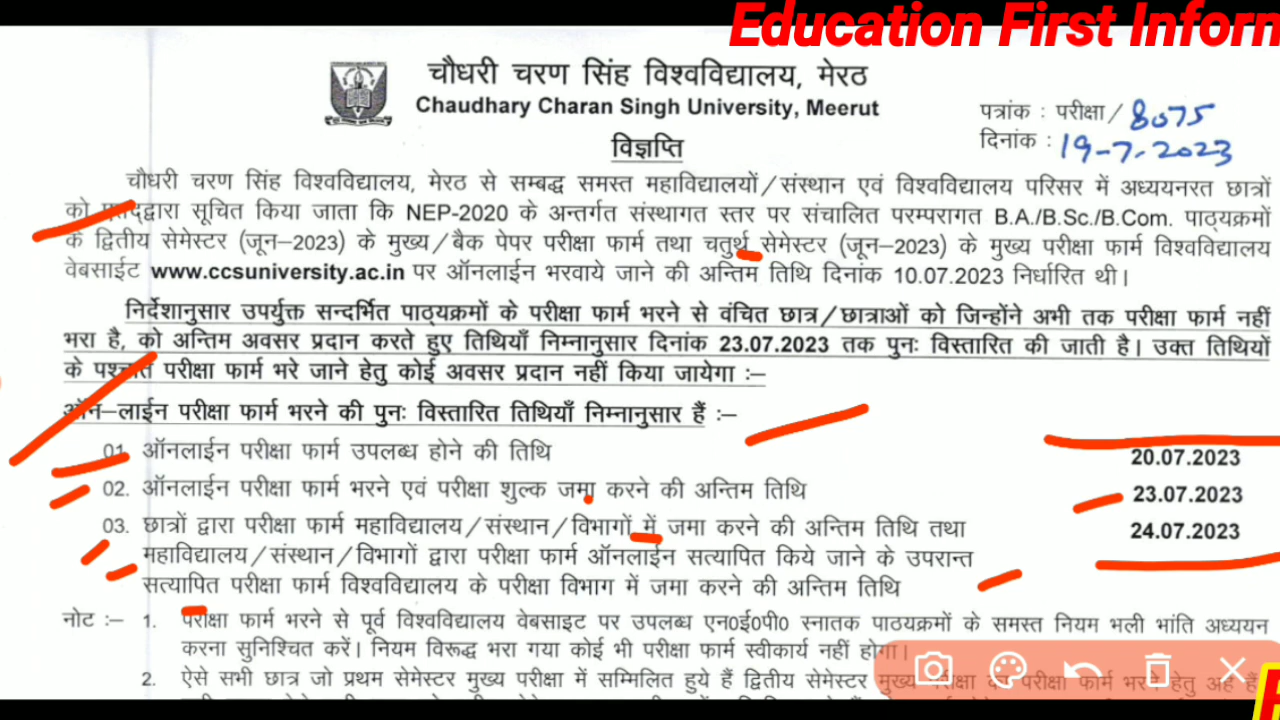 Education First Inform
चौधरी चरण सिंह विश्वविद्यालय, मेरठ
Chaudhary Charan Singh University, Meerut
पत्रांक : परीक्षा / 8075
दिनांक : 19-7-2023
विज्ञप्ति
चौधरी चरण सिंह विश्वविद्यालय, मेरठ से सम्बद्ध समस्त महाविद्यालयों/संस्थान एवं विश्वविद्यालय परिसर में अध्ययनरत छात्रों
को एतद्द्वारा सूचित किया जाता कि NEP-2020 के अन्तर्गत संस्थागत स्तर पर संचालित परम्परागत B.A./B.Sc./B.Com. पाठ्यक्रमों
के द्वितीय सेमेस्टर (जून–2023) के मुख्य/बैक पेपर परीक्षा फार्म तथा चतुर्थ सेमेस्टर (जून–2023) के मुख्य परीक्षा फार्म विश्वविद्यालय
वेबसाईट www.ccsuniversity.ac.in पर ऑनलाईन भरवाये जाने की अन्तिम तिथि दिनांक 10.07.2023 निर्धारित थी।
निर्देशानुसार उपर्युक्त सन्दर्भित पाठ्यक्रमों के परीक्षा फार्म भरने से वंचित छात्र/छात्राओं को जिन्होंने अभी तक परीक्षा फार्म नहीं
भरा है, को अन्तिम अवसर प्रदान करते हुए तिथियाँ निम्नानुसार दिनांक 23.07.2023 तक पुनः विस्तारित की जाती है। उक्त तिथियों
के पश्चात परीक्षा फार्म भरे जाने हेतु कोई अवसर प्रदान नहीं किया जायेगा :–
ऑन–लाईन परीक्षा फार्म भरने की पुनः विस्तारित तिथियाँ निम्नानुसार हैं :–
01. ऑनलाईन परीक्षा फार्म उपलब्ध होने की तिथि 20.07.2023
02. ऑनलाईन परीक्षा फार्म भरने एवं परीक्षा शुल्क जमा करने की अन्तिम तिथि 23.07.2023
03. छात्रों द्वारा परीक्षा फार्म महाविद्यालय/संस्थान/विभागों में जमा करने की अन्तिम तिथि तथा 24.07.2023
महाविद्यालय/संस्थान/विभागों द्वारा परीक्षा फार्म ऑनलाईन सत्यापित किये जाने के उपरान्त
सत्यापित परीक्षा फार्म विश्वविद्यालय के परीक्षा विभाग में जमा करने की अन्तिम तिथि
नोट :– 1. परीक्षा फार्म भरने से पूर्व विश्वविद्यालय वेबसाइट पर उपलब्ध एन0ई0पी0 स्नातक पाठयक्रमों के समस्त नियम भली भांति अध्ययन
करना सुनिश्चित करें। नियम विरूद्ध भरा गया कोई भी परीक्षा फार्म स्वीकार्य नहीं होगा।
2. ऐसे सभी छात्र जो प्रथम सेमेस्टर मुख्य परीक्षा में सम्मिलित हुये हैं द्वितीय सेमेस्टर मुख्य परीक्षा का परीक्षा फार्म भरने हेतु अर्ह हैं